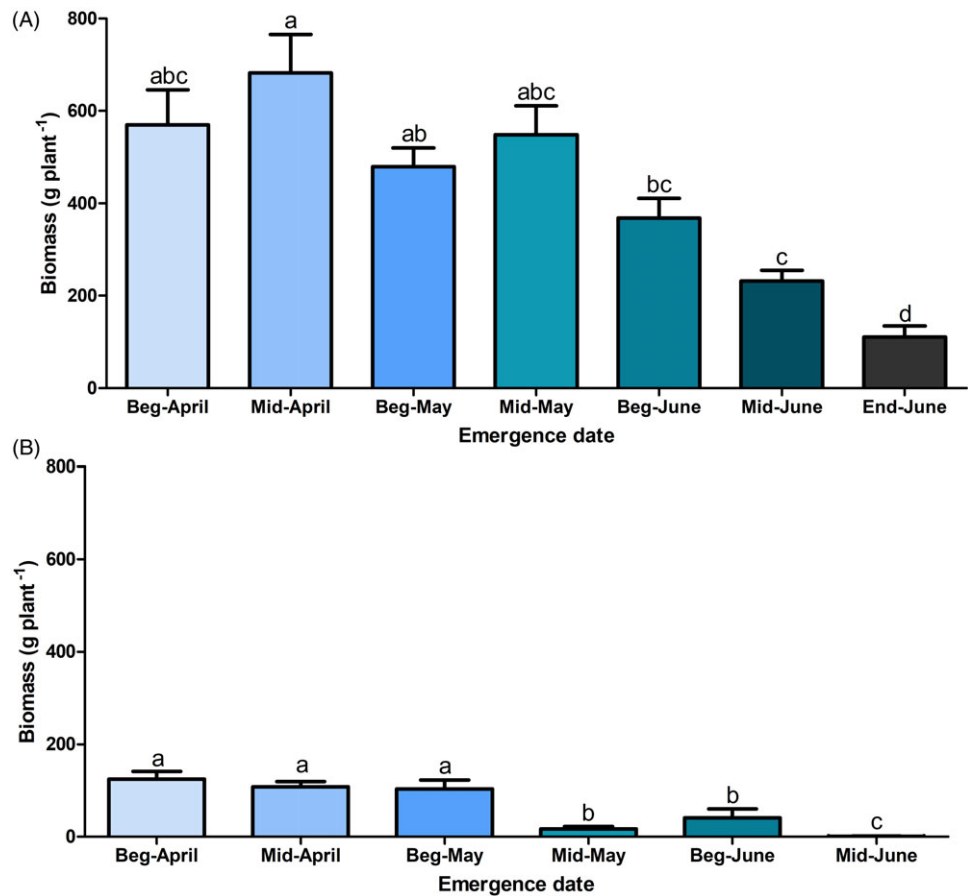 (A)
800
600
400
200
0
Biomass (g plant⁻¹)
abc
a
ab
abc
bc
c
d
Beg-April Mid-April Beg-May Mid-May Beg-June Mid-June End-June
Emergence date
(B)
800
600
400
200
0
Biomass (g plant⁻¹)
a
a
a
b
b
c
Beg-April Mid-April Beg-May Mid-May Beg-June Mid-June
Emergence date